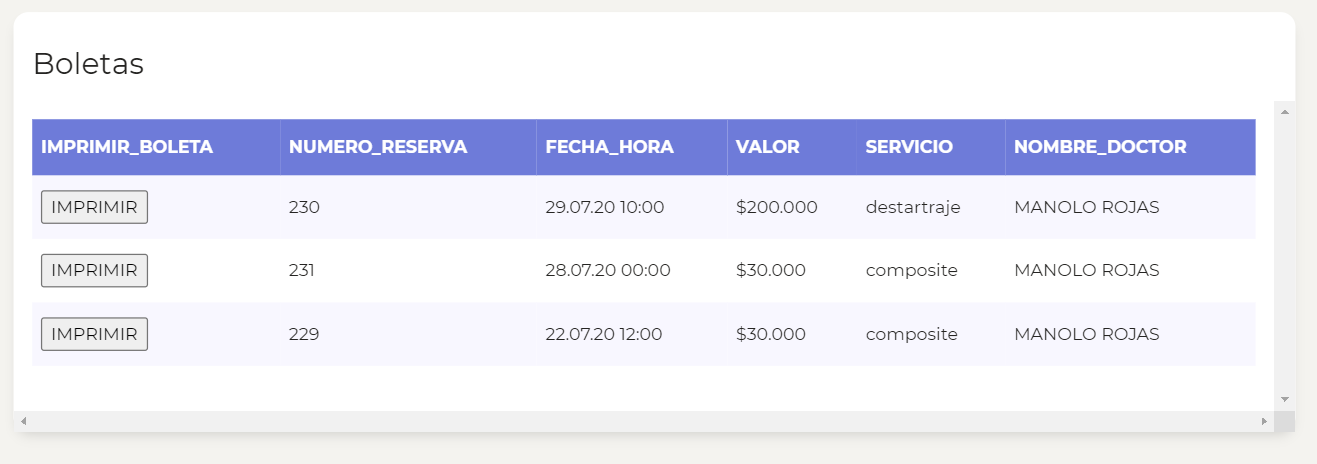 Boletas
IMPRIMIR_BOLETA NUMERO_RESERVA FECHA_HORA VALOR SERVICIO NOMBRE_DOCTOR
IMPRIMIR 230 29.07.20 10:00 $200.000 destartraje MANOLO ROJAS
IMPRIMIR 231 28.07.20 00:00 $30.000 composite MANOLO ROJAS
IMPRIMIR 229 22.07.20 12:00 $30.000 composite MANOLO ROJAS